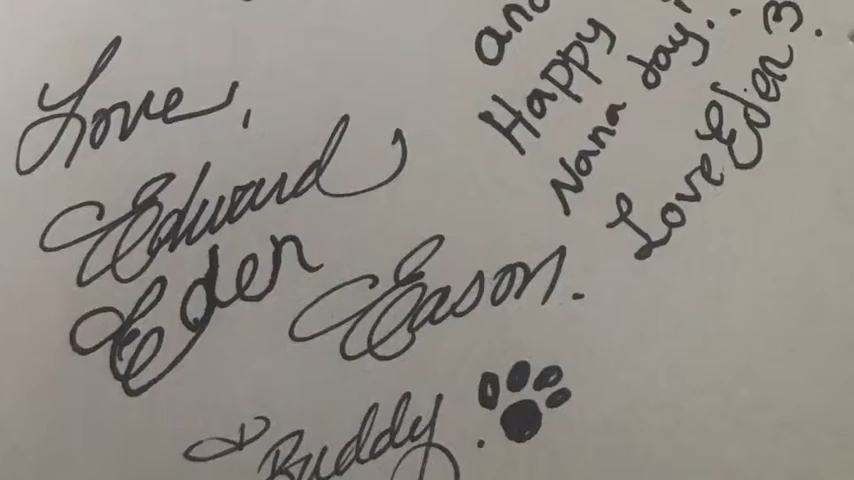 Love,
Edward
Eden
Eason.
Buddy.
and
Happy
Nana day!.
Love Eden 3.